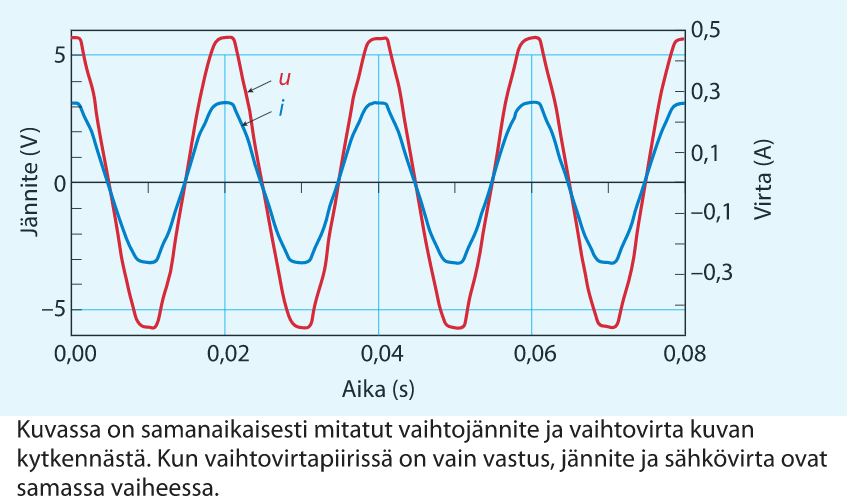 0,5
5
u
0,3
i
Jännite (V)
0,1
0
Virta (A)
–0,1
–0,3
–5
0,00
0,02
0,04
0,06
0,08
Aika (s)
Kuvassa on samanaikaisesti mitatut vaihtojännite ja vaihtovirta kuvan
kytkennästä. Kun vaihtovirtapiirissä on vain vastus, jännite ja sähkövirta ovat
samassa vaiheessa.